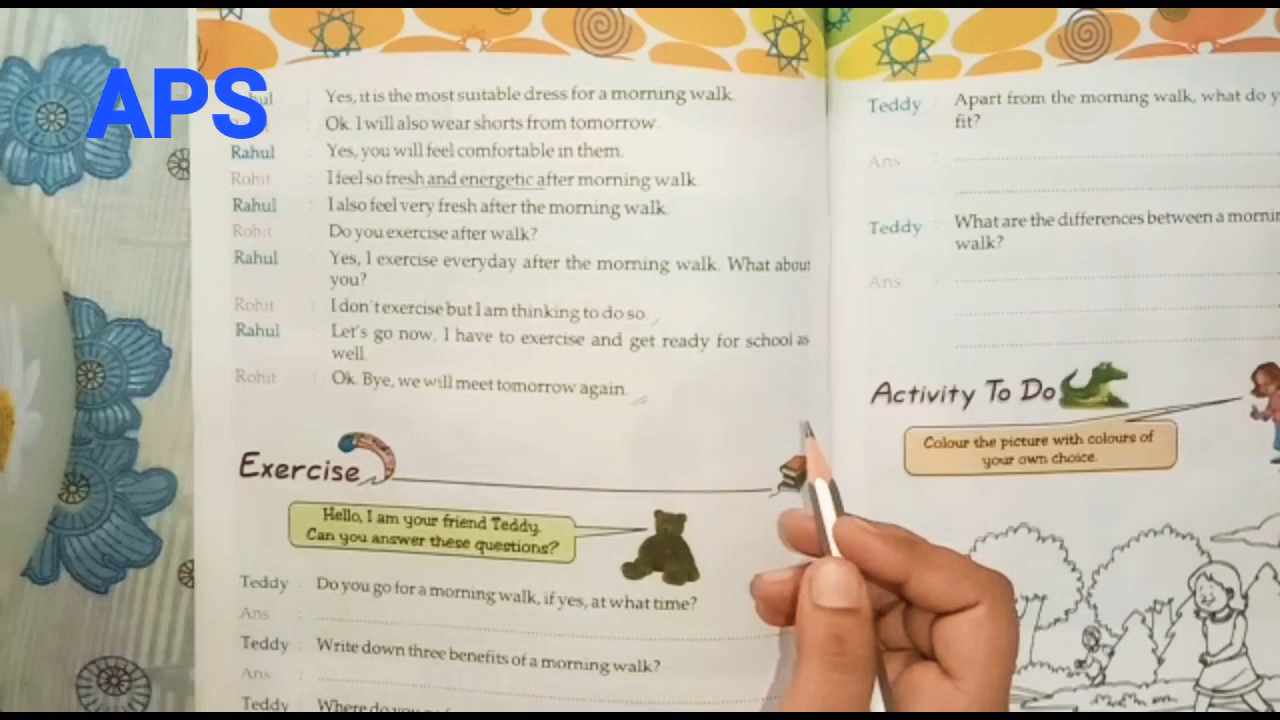 APS
Yes, it is the most suitable dress for a morning walk.
Ok. I will also wear shorts from tomorrow.
Rahul : Yes, you will feel comfortable in them.
Rohit : I feel so fresh and energetic after morning walk.
Rahul : I also feel very fresh after the morning walk.
Rohit : Do you exercise after walk?
Rahul : Yes, I exercise everyday after the morning walk. What about
you?
Rohit : I don't exercise but I am thinking to do so.
Rahul : Let's go now. I have to exercise and get ready for school as
well.
Rohit : Ok. Bye, we will meet tomorrow again.
Exercise
Hello, I am your friend Teddy.
Can you answer these questions?
Teddy : Do you go for a morning walk, if yes, at what time?
Ans :
Teddy : Write down three benefits of a morning walk?
Ans :
Teddy Where do you
Teddy : Apart from the morning walk, what do
fit?
Ans :
Teddy : What are the differences between a
walk?
Ans :
Activity To Do
Colour the picture with colours of
your own choice.